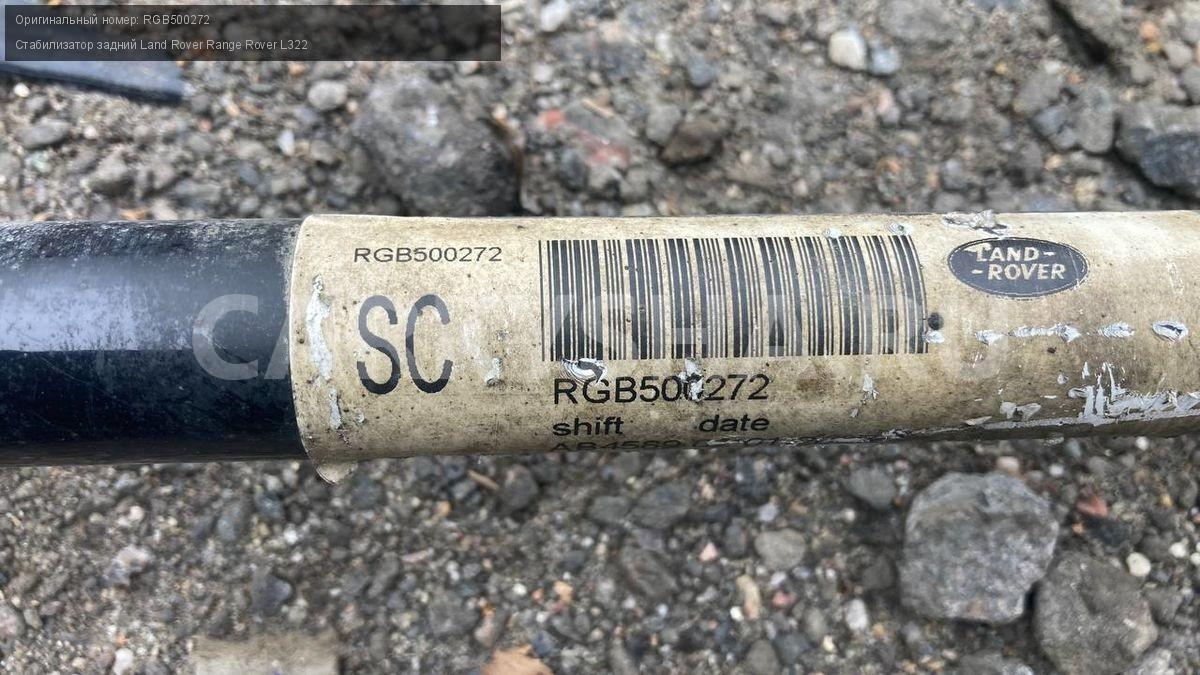 Оригинальный номер: RGB500272
Стабилизатор задний Land Rover Range Rover L322
RGB500272
LAND-
-ROVER
SC
RGB500272
shift date